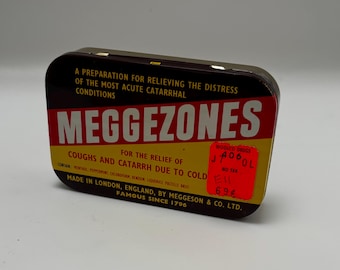 A PREPARATION FOR RELIEVING THE DISTRESS
OF THE MOST ACUTE CATARRHAL
CONDITIONS
MEGGEZONES
FOR THE RELIEF OF
COUGHS AND CATARRH DUE TO COLD
MADE IN LONDON, ENGLAND, BY MEGGESON & CO. LTD.
FAMOUS SINCE 1796